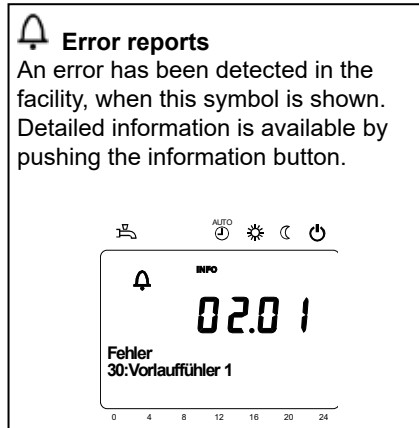 Error reports
An error has been detected in the
facility, when this symbol is shown.
Detailed information is available by
pushing the information button.
AUTO
INFO
02.01
Fehler
30:Vorlauffühler 1
0 4 8 12 16 20 24